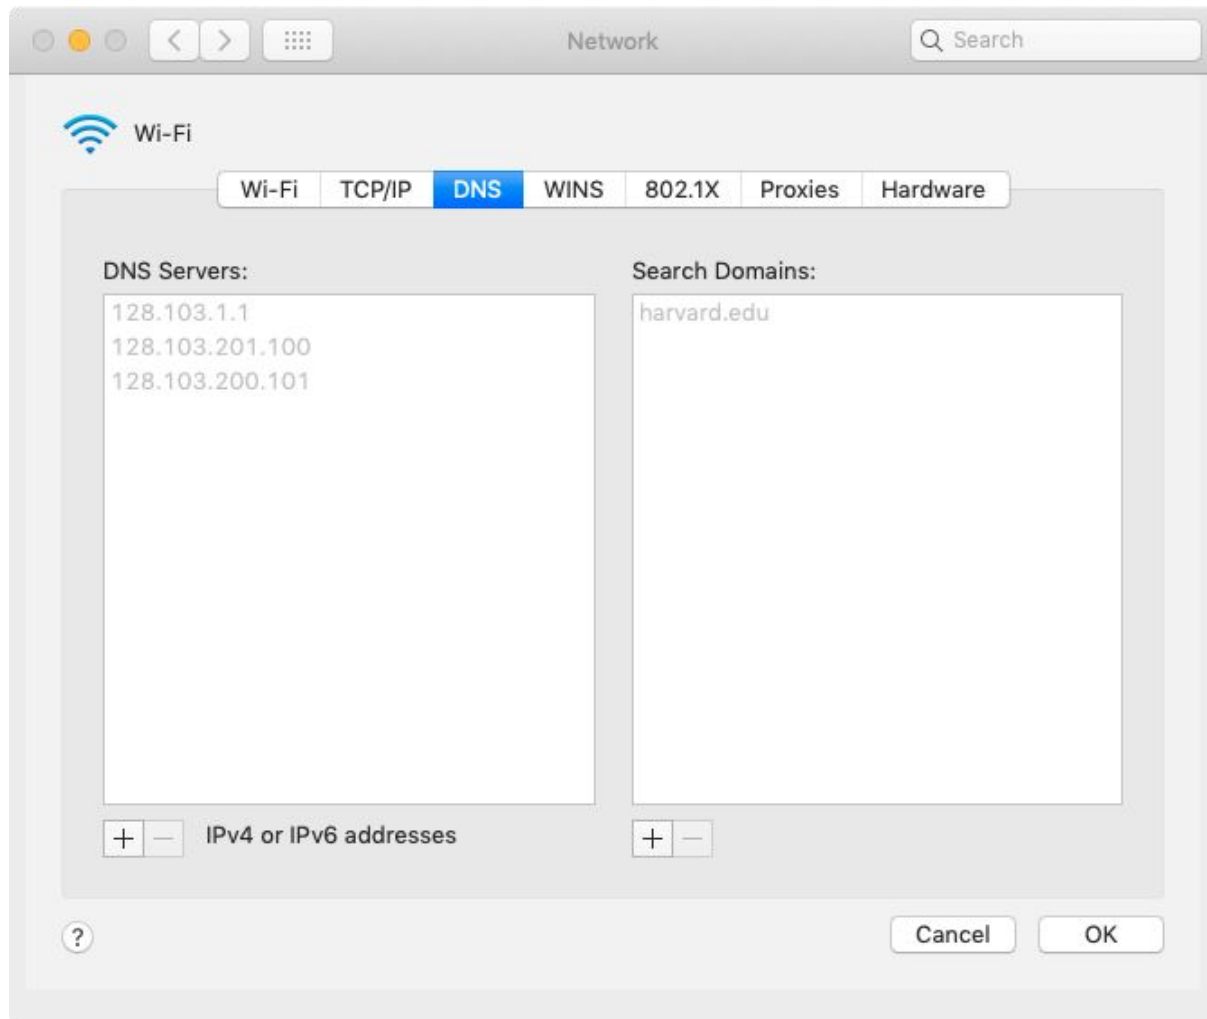 Network
Search
Wi-Fi
Wi-Fi TCP/IP DNS WINS 802.1X Proxies Hardware
DNS Servers:
128.103.1.1
128.103.201.100
128.103.200.101
Search Domains:
harvard.edu
+ − IPv4 or IPv6 addresses
+ −
? Cancel OK